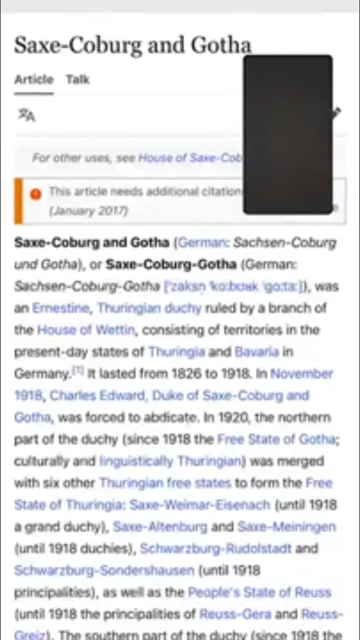 Saxe-Coburg and Gotha
Article Talk
For other uses, see House of Saxe-Cob
This article needs additional citation
(January 2017)
Saxe-Coburg and Gotha (German: Sachsen-Coburg
und Gotha), or Saxe-Coburg-Gotha (German:
Sachsen-Coburg-Gotha [ˈzaksn̩ ˈkoːbʊʁk ˈɡoːtaː]), was
an Ernestine, Thuringian duchy ruled by a branch of
the House of Wettin, consisting of territories in the
present-day states of Thuringia and Bavaria in
Germany.[1] It lasted from 1826 to 1918. In November
1918, Charles Edward, Duke of Saxe-Coburg and
Gotha, was forced to abdicate. In 1920, the northern
part of the duchy (since 1918 the Free State of Gotha;
culturally and linguistically Thuringian) was merged
with six other Thuringian free states to form the Free
State of Thuringia: Saxe-Weimar-Eisenach (until 1918
a grand duchy), Saxe-Altenburg and Saxe-Meiningen
(until 1918 duchies), Schwarzburg-Rudolstadt and
Schwarzburg-Sondershausen (until 1918
principalities), as well as the People's State of Reuss
(until 1918 the principalities of Reuss-Gera and Reuss-
Greiz). The southern part of the duchy (since 1918 the